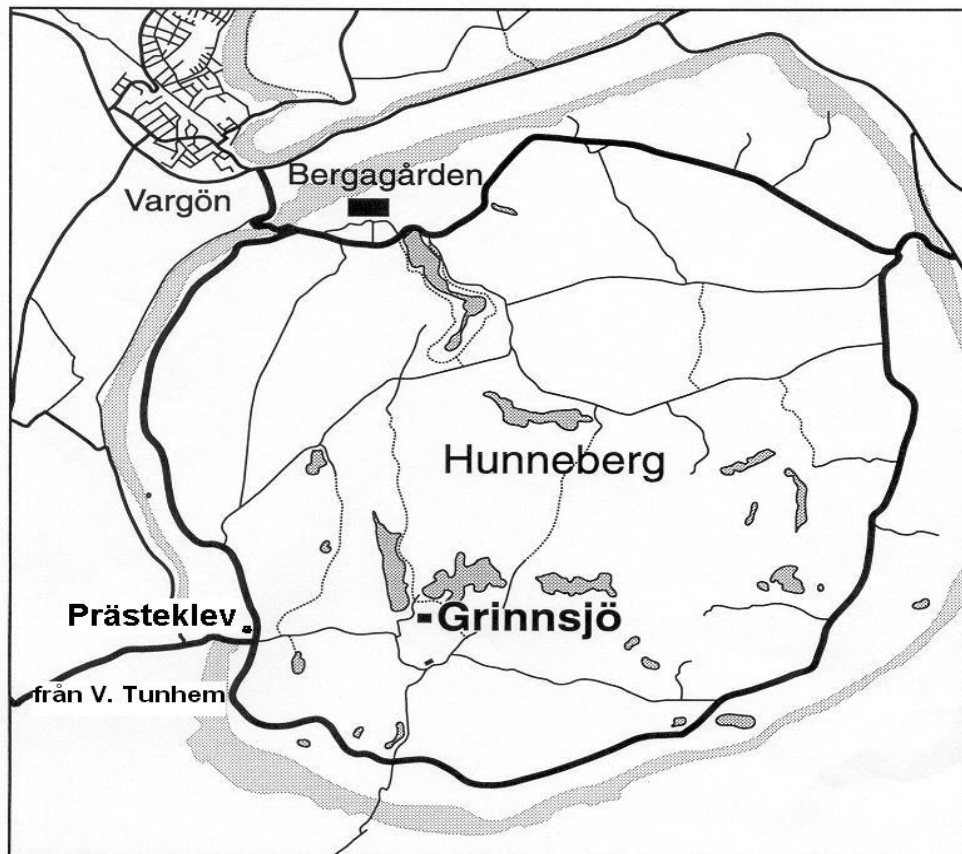 Bergagården
Vargön
Hunneberg
Prästeklev
Grinnsjö
från V. Tunhem